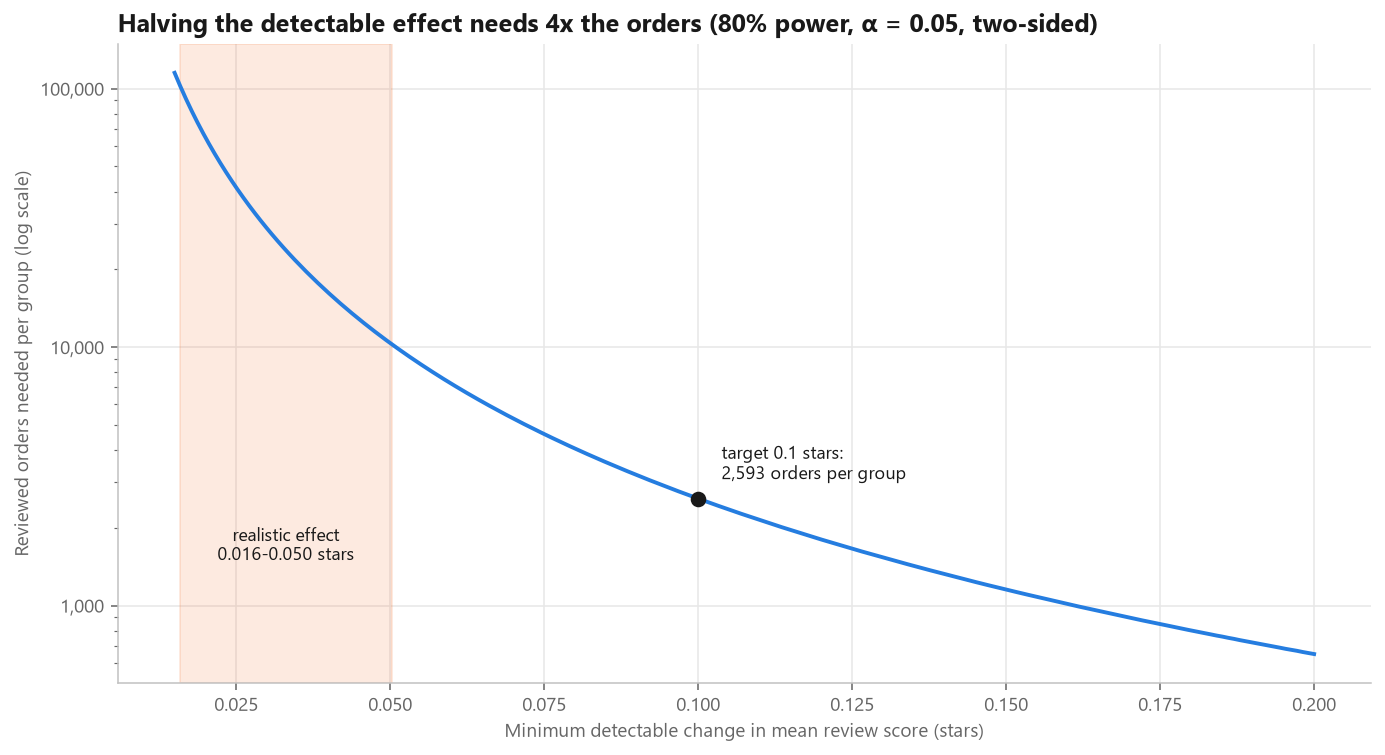 Halving the detectable effect needs 4x the orders (80% power, α = 0.05, two-sided)
Reviewed orders needed per group (log scale)
100,000
10,000
1,000
target 0.1 stars:
2,593 orders per group
realistic effect
0.016-0.050 stars
0.025
0.050
0.075
0.100
0.125
0.150
0.175
0.200
Minimum detectable change in mean review score (stars)